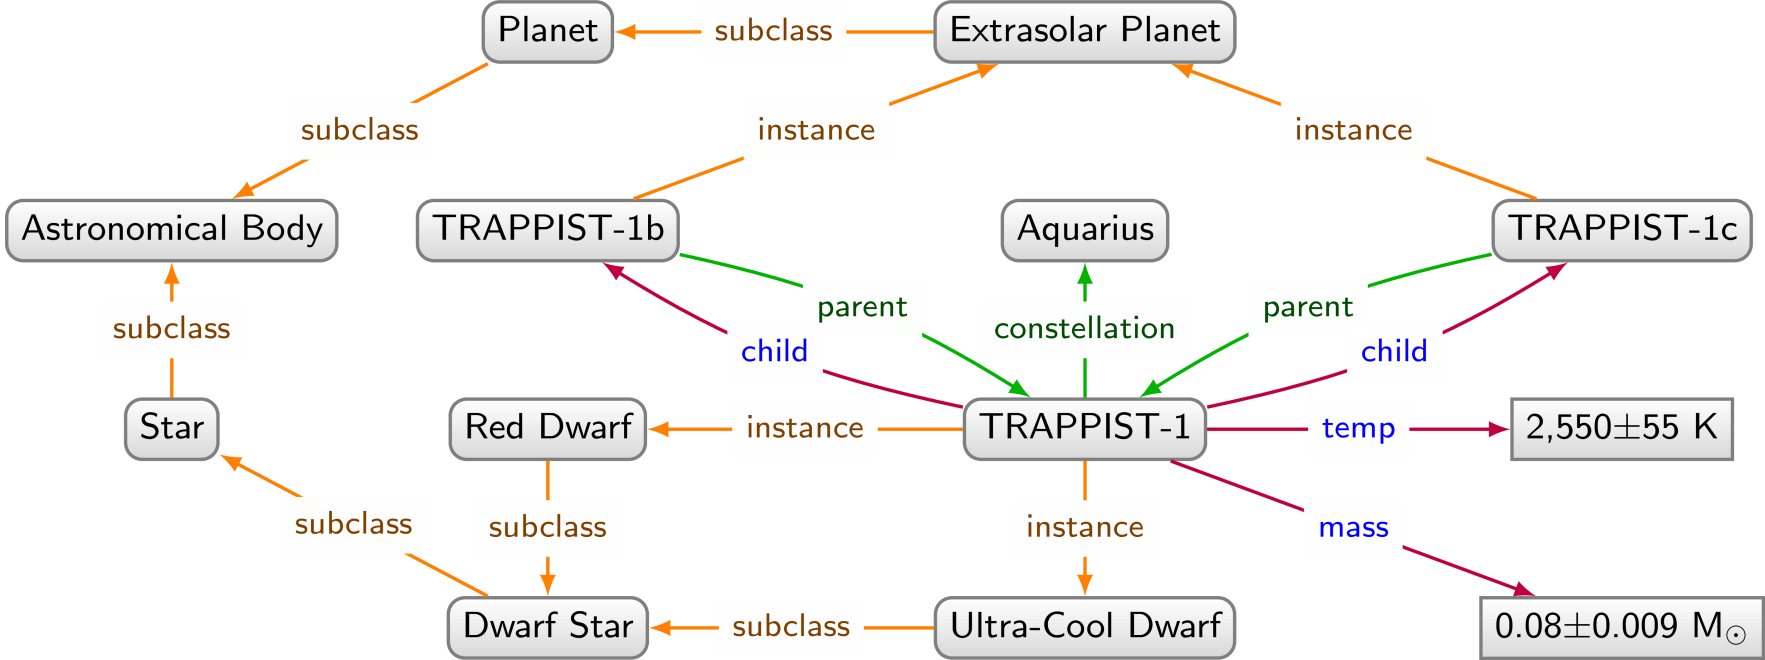 Planet
subclass
Extrasolar Planet
subclass
instance
instance
Astronomical Body
TRAPPIST-1b
Aquarius
TRAPPIST-1c
subclass
parent
constellation
parent
child
child
Star
Red Dwarf
instance
TRAPPIST-1
temp
2,550±55 K
subclass
subclass
instance
mass
Dwarf Star
subclass
Ultra-Cool Dwarf
0.08±0.009 M☉